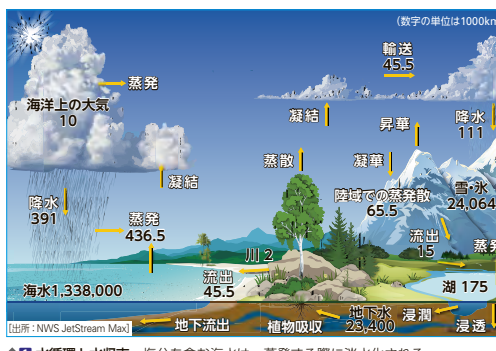 (数字の単位は1000km
輸送
45.5
蒸発
海洋上の大気
10
凝結
昇華
降水
111
蒸散
凝華
凝結
雪・氷
24,064
陸域での蒸発散
65.5
降水
391
蒸発
436.5
流出
15
蒸発
川 2
流出
45.5
湖 175
海水1,338,000
[出所:NWS JetStream Max]
地下流出
植物吸収
地下水
23,400
浸潤
浸透